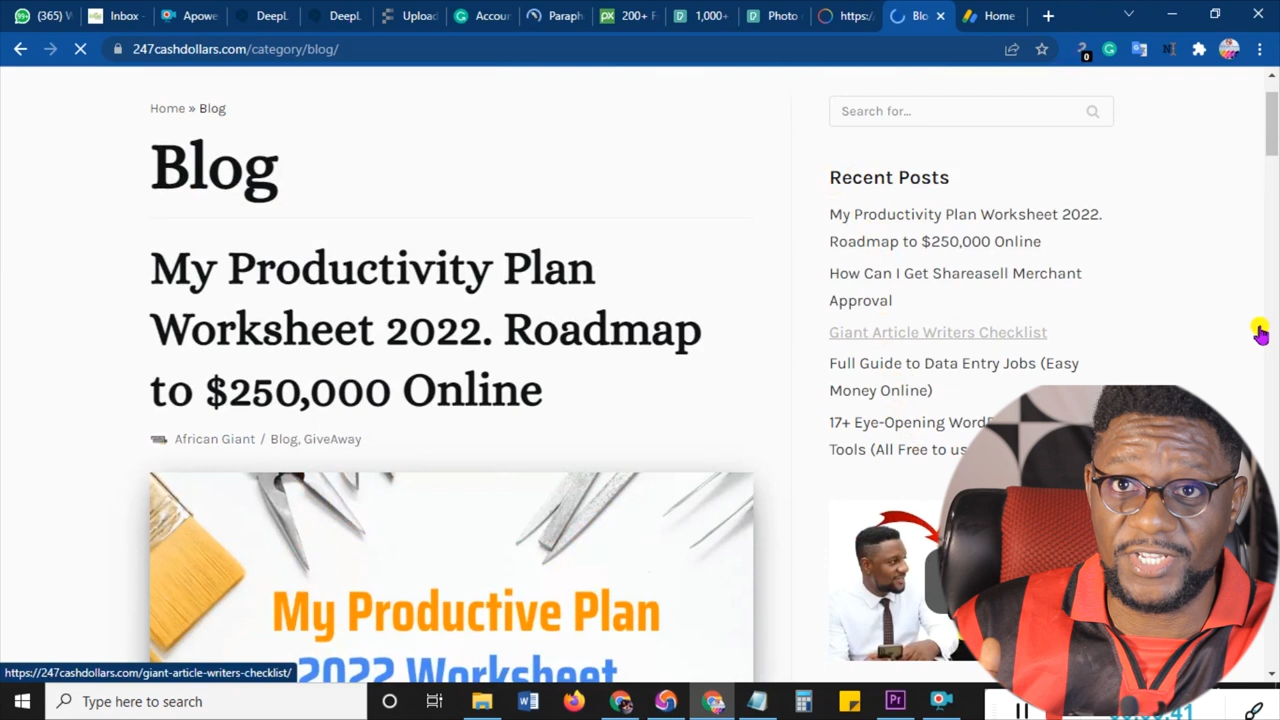 (365) W
Inbox -
Apowe
DeepL
DeepL
Upload
Accour
Paraph
200+ F
1,000+
Photo
https:/
Blo
Home
247cashdollars.com/category/blog/
0
Home » Blog
Search for...
Blog
Recent Posts
My Productivity Plan
Worksheet 2022. Roadmap
to $250,000 Online
My Productivity Plan Worksheet 2022.
Roadmap to $250,000 Online
How Can I Get Shareasell Merchant
Approval
Giant Article Writers Checklist
Full Guide to Data Entry Jobs (Easy
Money Online)
17+ Eye-Opening Word
Tools (All Free to us
African Giant / Blog, GiveAway
My Productive Plan
2022 Worksheet
https://247cashdollars.com/giant-article-writers-checklist/
Type here to search